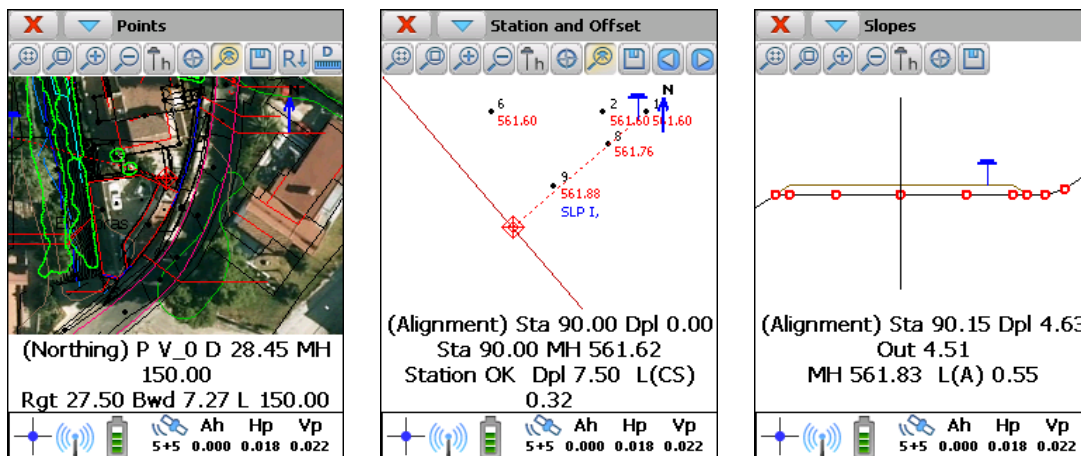 Points
h
R↓
D
(Northing) P V_0 D 28.45 MH
150.00
Rgt 27.50 Bwd 7.27 L 150.00
5+5
Ah Hp Vp
0.000 0.018 0.022
Station and Offset
h
N
6
561.60
2
561.60
1
561.60
8
561.76
9
561.88
SLP I,
(Alignment) Sta 90.00 Dpl 0.00
Sta 90.00 MH 561.62
Station OK Dpl 7.50 L(CS)
0.32
5+5
Ah Hp Vp
0.000 0.018 0.022
Slopes
h
(Alignment) Sta 90.15 Dpl 4.63
Out 4.51
MH 561.83 L(A) 0.55
5+5
Ah Hp Vp
0.000 0.018 0.022